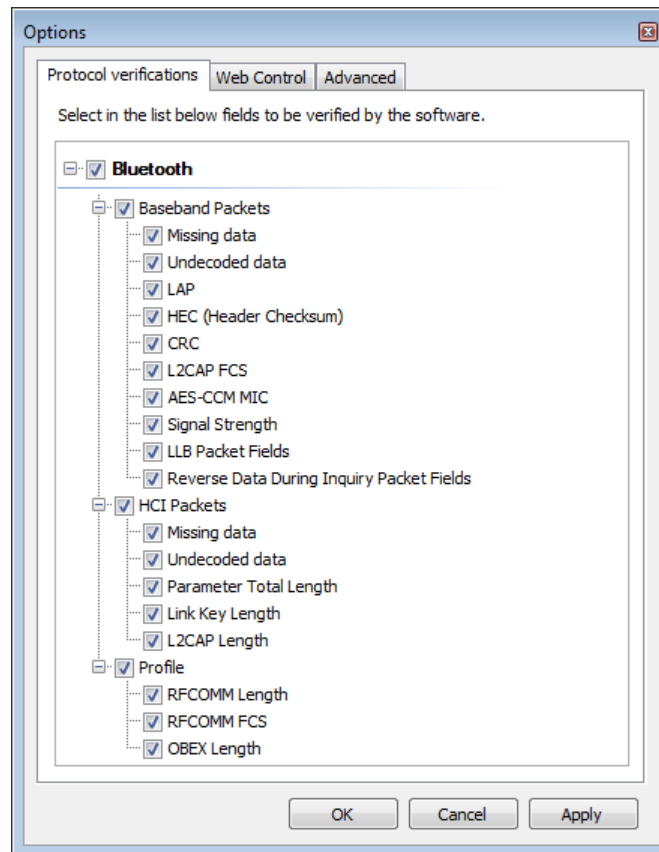 Options
Protocol verifications Web Control Advanced
Select in the list below fields to be verified by the software.
Bluetooth
Baseband Packets
Missing data
Undecoded data
LAP
HEC (Header Checksum)
CRC
L2CAP FCS
AES-CCM MIC
Signal Strength
LLB Packet Fields
Reverse Data During Inquiry Packet Fields
HCI Packets
Missing data
Undecoded data
Parameter Total Length
Link Key Length
L2CAP Length
Profile
RFCOMM Length
RFCOMM FCS
OBEX Length
OK Cancel Apply